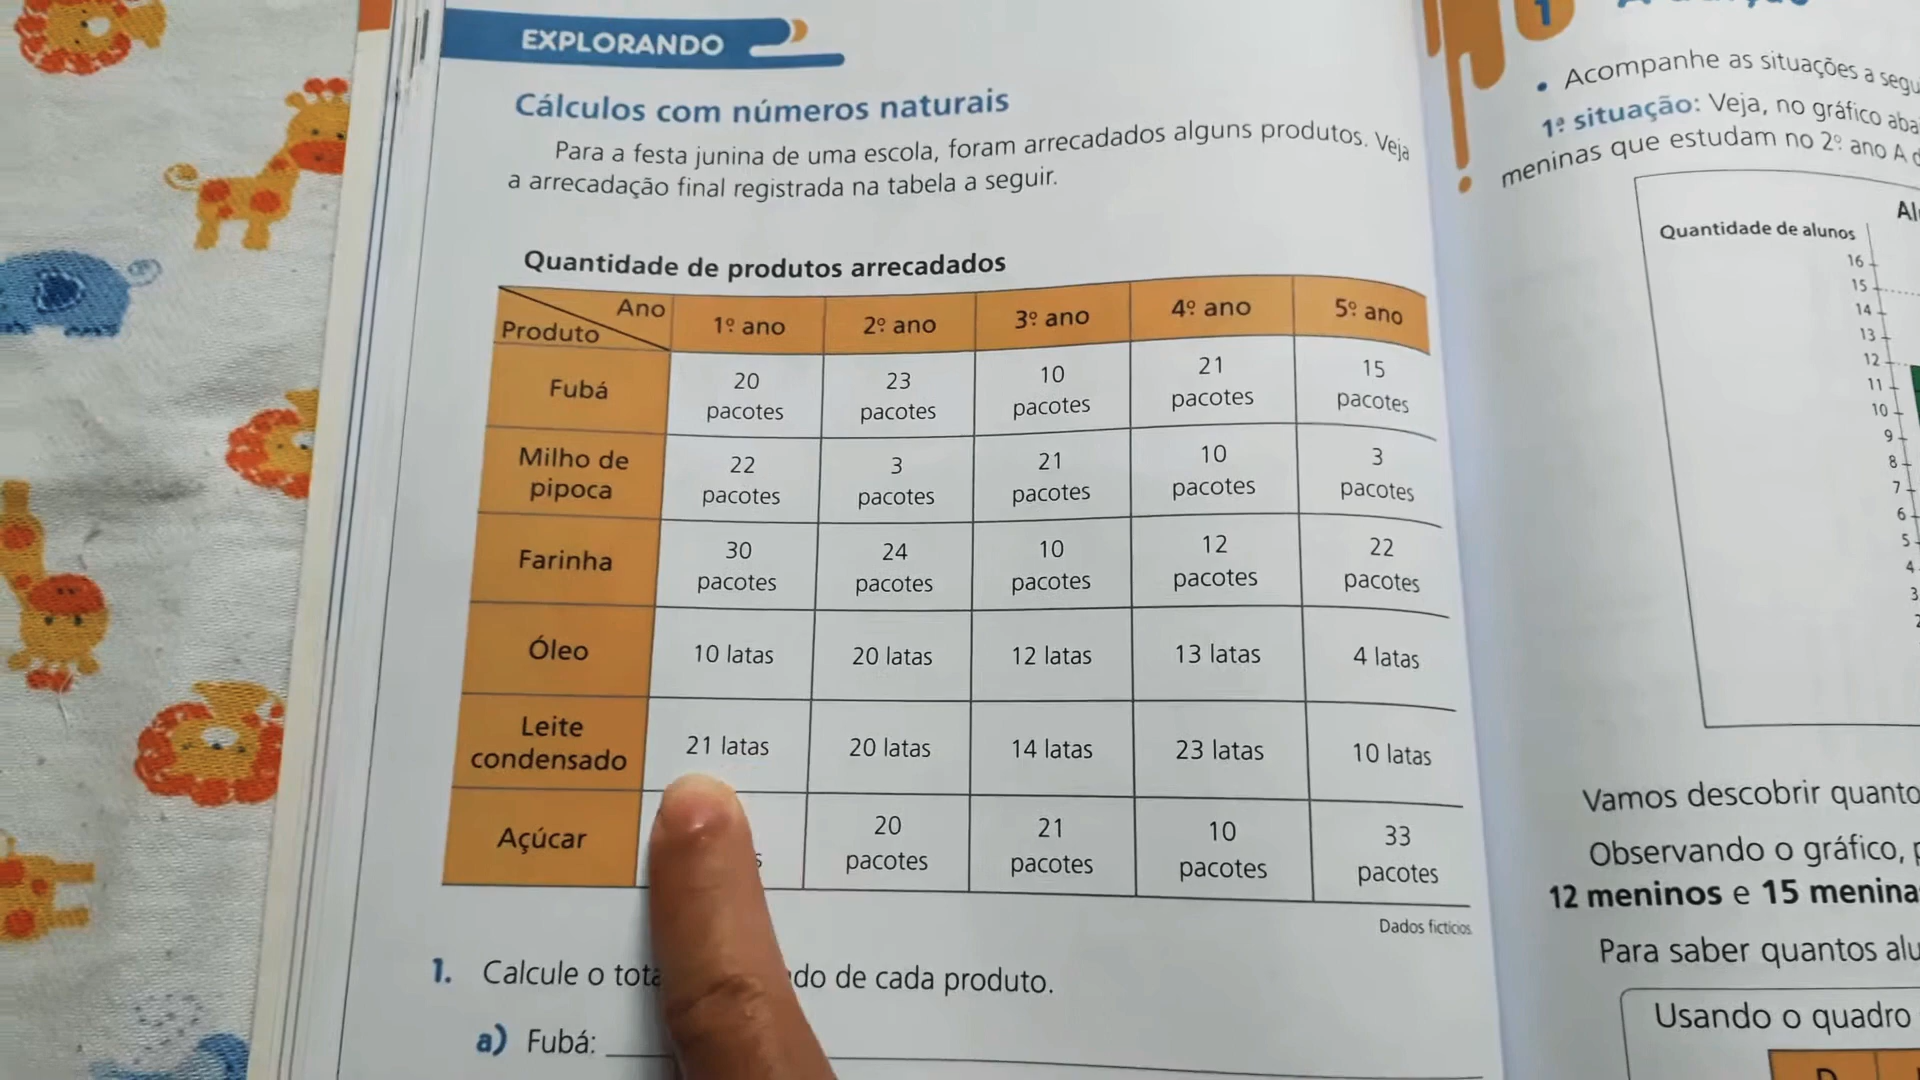 EXPLORANDO
Cálculos com números naturais
Para a festa junina de uma escola, foram arrecadados alguns produtos. Veja
a arrecadação final registrada na tabela a seguir.
Quantidade de produtos arrecadados
Ano
Produto
1º ano
2º ano
3º ano
4º ano
5º ano
Fubá
20 pacotes
23 pacotes
10 pacotes
21 pacotes
15 pacotes
Milho de pipoca
22 pacotes
3 pacotes
21 pacotes
10 pacotes
3 pacotes
Farinha
30 pacotes
24 pacotes
10 pacotes
12 pacotes
22 pacotes
Óleo
10 latas
20 latas
12 latas
13 latas
4 latas
Leite condensado
21 latas
20 latas
14 latas
23 latas
10 latas
Açúcar
20 pacotes
21 pacotes
10 pacotes
33 pacotes
Dados fictícios
1. Calcule o do de cada produto.
a) Fubá:
1
• Acompanhe as situações a
1ª situação: Veja, no gráfico
meninas que estudam no 2º ano A
Quantidade de alunos
16
15
14
13
12
11
10
9
8
7
6
5
4
3
2
Vamos descobrir
Observando o gráfico,
12 meninos e 15
Para saber quantos
Usando o quadro
D